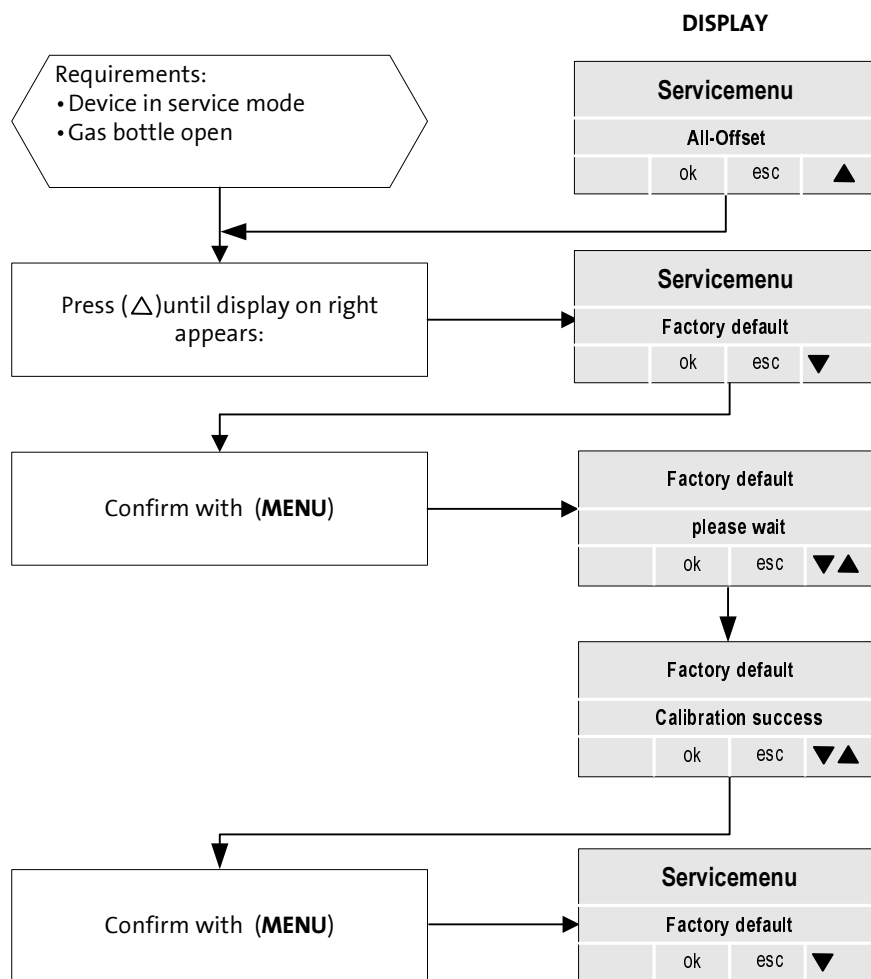 DISPLAY
Requirements:
• Device in service mode
• Gas bottle open
Servicemenu
All-Offset
ok esc ▲
Press (△)until display on right
appears:
Servicemenu
Factory default
ok esc ▼
Confirm with (MENU)
Factory default
please wait
ok esc ▼▲
Factory default
Calibration success
ok esc ▼▲
Confirm with (MENU)
Servicemenu
Factory default
ok esc ▼